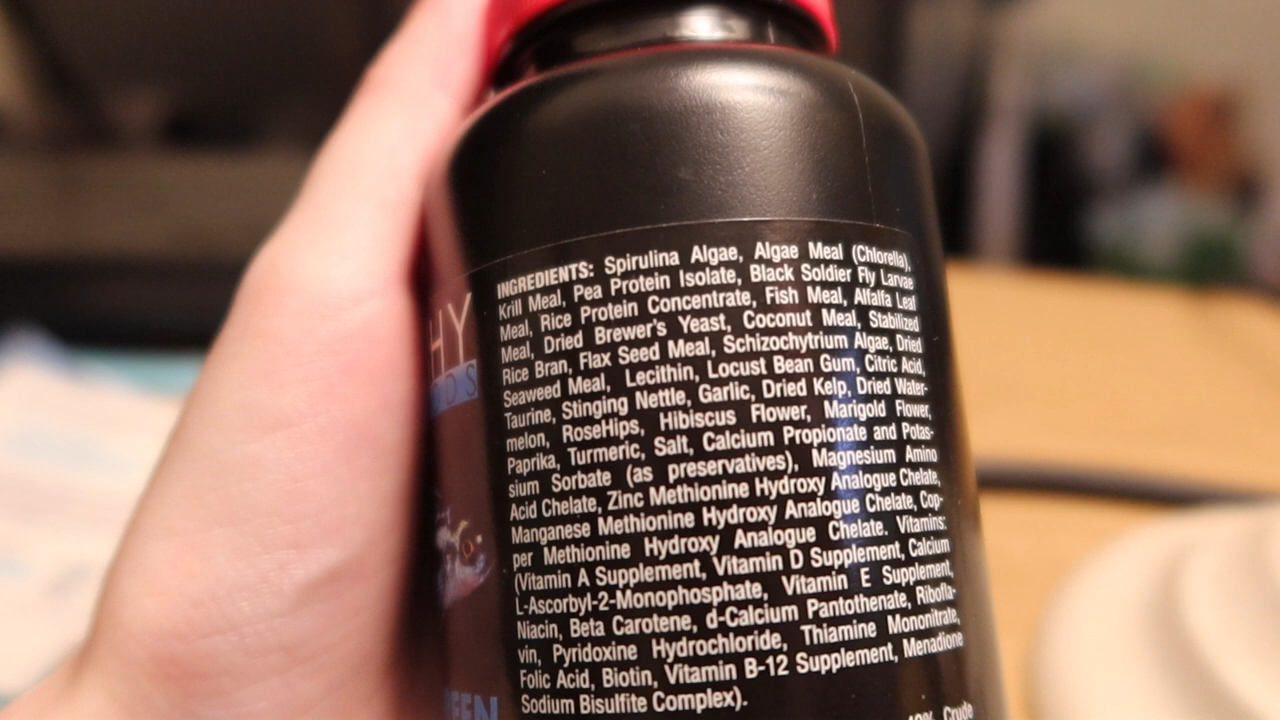 INGREDIENTS: Spirulina Algae, Algae Meal (Chlorella),
Krill Meal, Pea Protein Isolate, Black Soldier Fly Larvae
Meal, Rice Protein Concentrate, Fish Meal, Alfalfa Leaf
Meal, Dried Brewer's Yeast, Coconut Meal, Stabilized
Rice Bran, Flax Seed Meal, Schizochytrium Algae, Dried
Seaweed Meal, Lecithin, Locust Bean Gum, Citric Acid,
Taurine, Stinging Nettle, Garlic, Dried Kelp, Dried Water-
melon, RoseHips, Hibiscus Flower, Marigold Flower,
Paprika, Turmeric, Salt, Calcium Propionate and Potas-
sium Sorbate (as preservatives), Magnesium Amino
Acid Chelate, Zinc Methionine Hydroxy Analogue Chelate,
Manganese Methionine Hydroxy Analogue Chelate, Cop-
per Methionine Hydroxy Analogue Chelate. Vitamins:
(Vitamin A Supplement, Vitamin D Supplement, Calcium
L-Ascorbyl-2-Monophosphate, Vitamin E Supplement,
Niacin, Beta Carotene, d-Calcium Pantothenate, Ribofla-
vin, Pyridoxine Hydrochloride, Thiamine Mononitrate,
Folic Acid, Biotin, Vitamin B-12 Supplement, Menadione
Sodium Bisulfite Complex).
HY
DS
EEN
40% Crude